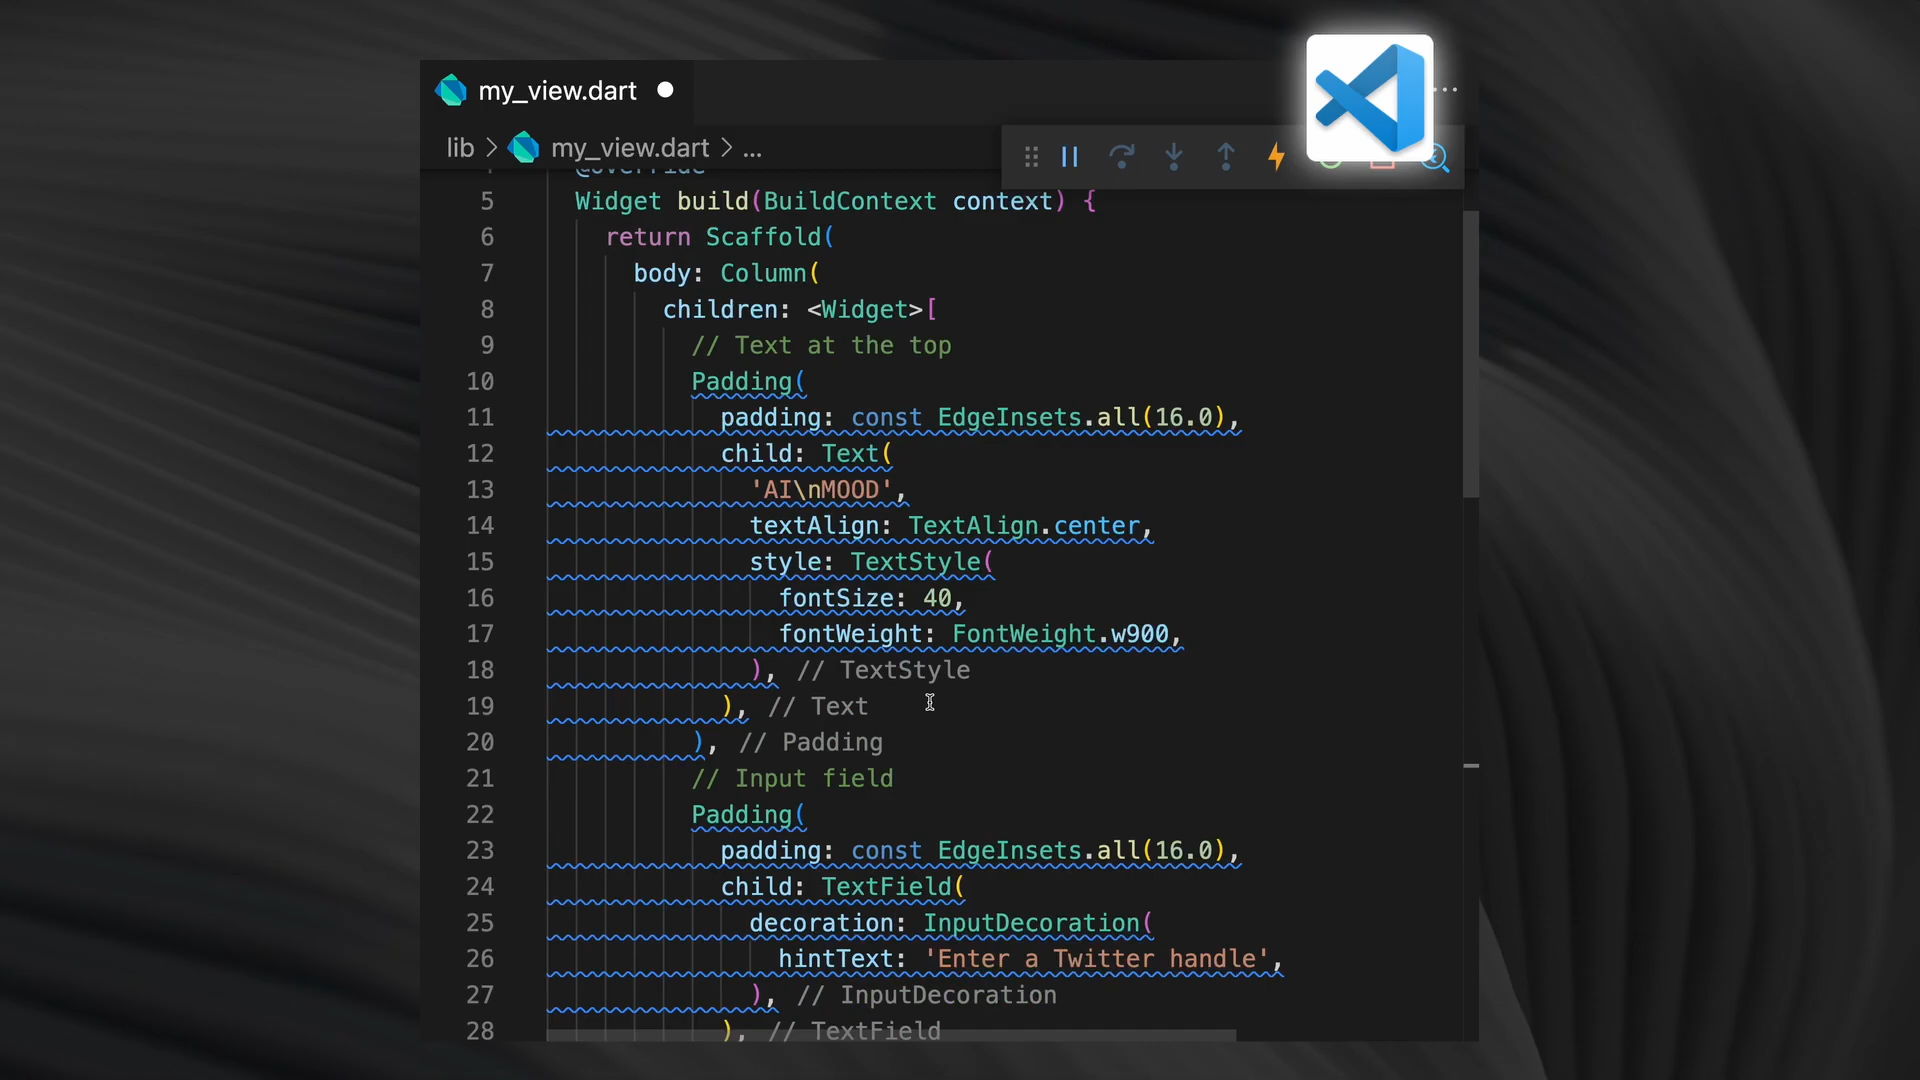 my_view.dart
lib > my_view.dart > ...
4 @override
5 Widget build(BuildContext context) {
6 return Scaffold(
7 body: Column(
8 children: <Widget>[
9 // Text at the top
10 Padding(
11 padding: const EdgeInsets.all(16.0),
12 child: Text(
13 'AI\nMOOD',
14 textAlign: TextAlign.center,
15 style: TextStyle(
16 fontSize: 40,
17 fontWeight: FontWeight.w900,
18 ), // TextStyle
19 ), // Text
20 ), // Padding
21 // Input field
22 Padding(
23 padding: const EdgeInsets.all(16.0),
24 child: TextField(
25 decoration: InputDecoration(
26 hintText: 'Enter a Twitter handle',
27 ), // InputDecoration
28 ), // TextField